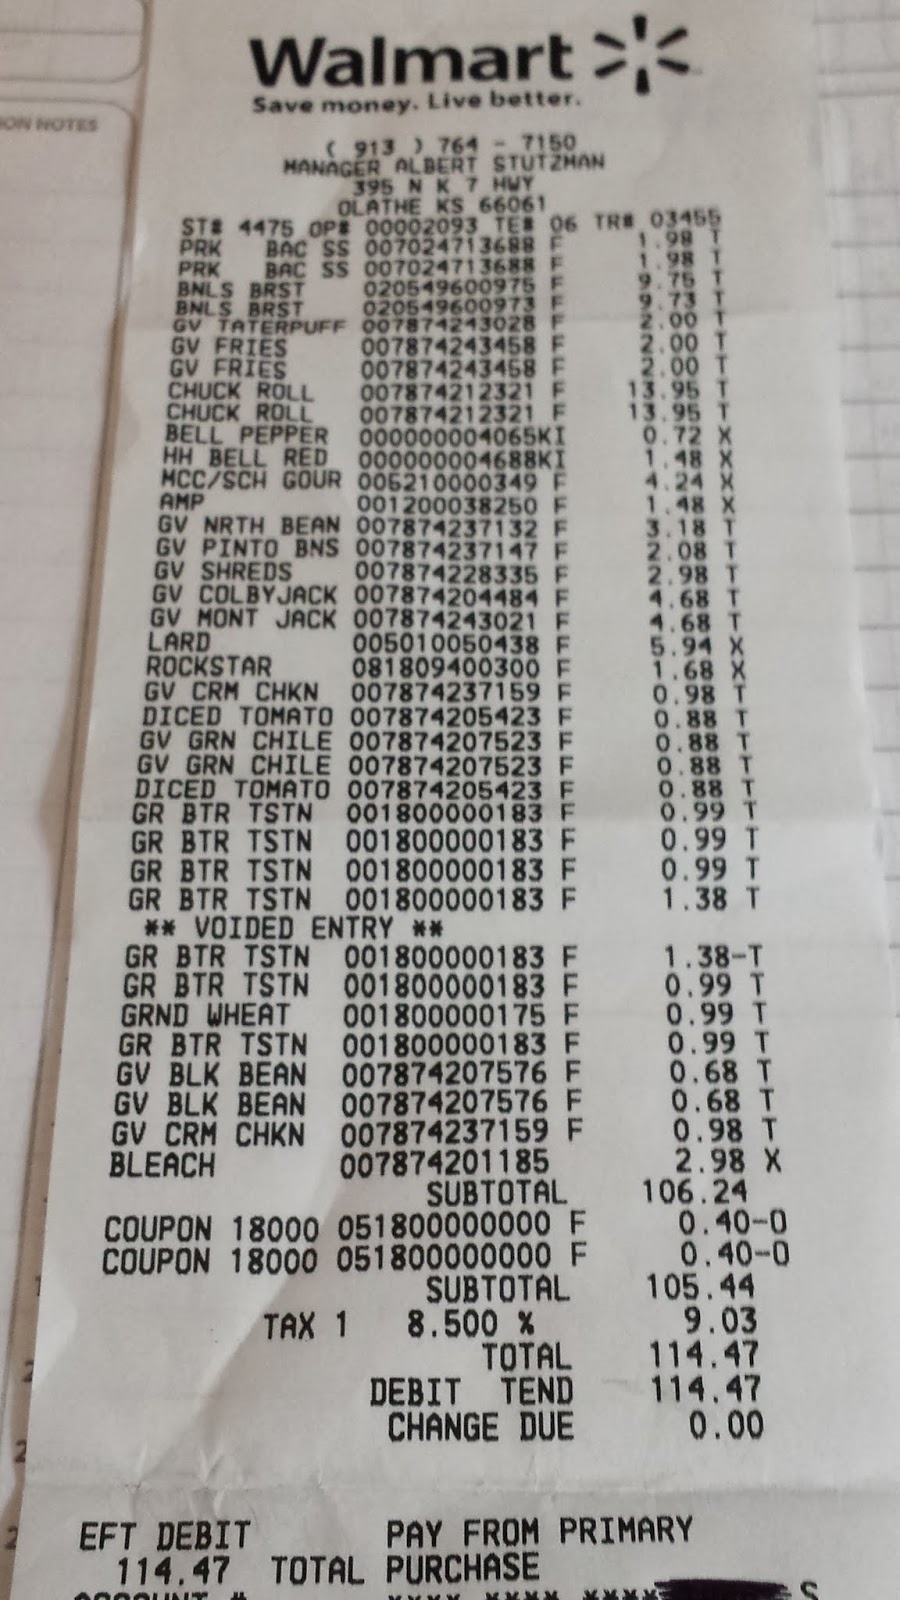 ON NOTES
Walmart
Save money. Live better.
( 913 ) 764 - 7150
MANAGER ALBERT STUTZMAN
395 N K 7 HWY
OLATHE KS 66061
ST# 4475 OP# 00002093 TE# 06 TR# 03455
PRK BAC SS 007024713688 F 1.98 T
PRK BAC SS 007024713688 F 1.98 T
BNLS BRST 020549600975 F 9.75 T
BNLS BRST 020549600973 F 9.73 T
GV TATERPUFF 007874243028 F 2.00 T
GV FRIES 007874243458 F 2.00 T
GV FRIES 007874243458 F 2.00 T
CHUCK ROLL 007874212321 F 13.95 T
CHUCK ROLL 007874212321 F 13.95 T
BELL PEPPER 000000004065KI 0.72 X
HH BELL RED 000000004688KI 1.48 X
MCC/SCH GOUR 005210000349 F 4.24 X
AMP 001200038250 F 1.48 X
GV NRTH BEAN 007874237132 F 3.18 T
GV PINTO BNS 007874237147 F 2.08 T
GV SHREDS 007874228335 F 2.98 T
GV COLBYJACK 007874204484 F 4.68 T
GV MONT JACK 007874243021 F 4.68 T
LARD 005010050438 F 5.94 X
ROCKSTAR 081809400300 F 1.68 X
GV CRM CHKN 007874237159 F 0.98 T
DICED TOMATO 007874205423 F 0.88 T
GV GRN CHILE 007874207523 F 0.88 T
GV GRN CHILE 007874207523 F 0.88 T
DICED TOMATO 007874205423 F 0.88 T
GR BTR TSTN 001800000183 F 0.99 T
GR BTR TSTN 001800000183 F 0.99 T
GR BTR TSTN 001800000183 F 0.99 T
GR BTR TSTN 001800000183 F 1.38 T
** VOIDED ENTRY **
GR BTR TSTN 001800000183 F 1.38-T
GR BTR TSTN 001800000183 F 0.99 T
GRND WHEAT 001800000175 F 0.99 T
GR BTR TSTN 001800000183 F 0.99 T
GV BLK BEAN 007874207576 F 0.68 T
GV BLK BEAN 007874207576 F 0.68 T
GV CRM CHKN 007874237159 F 0.98 T
BLEACH 007874201185 2.98 X
SUBTOTAL 106.24
COUPON 18000 051800000000 F 0.40-O
COUPON 18000 051800000000 F 0.40-O
SUBTOTAL 105.44
TAX 1 8.500 % 9.03
TOTAL 114.47
DEBIT TEND 114.47
CHANGE DUE 0.00
EFT DEBIT PAY FROM PRIMARY
114.47 TOTAL PURCHASE
ACCOUNT # **** **** **** S